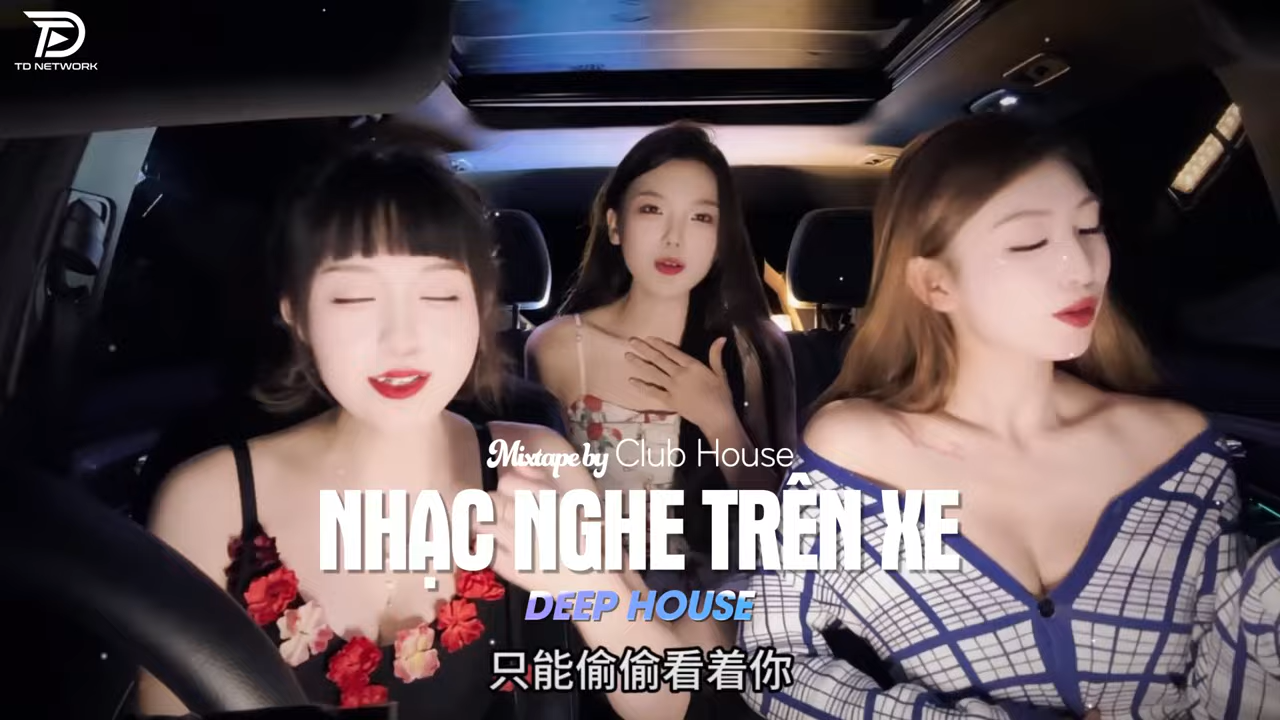 TD NETWORK
Mixtape by Club House
NHẠC NGHE TRÊN XE
DEEP HOUSE
只能偷偷看着你